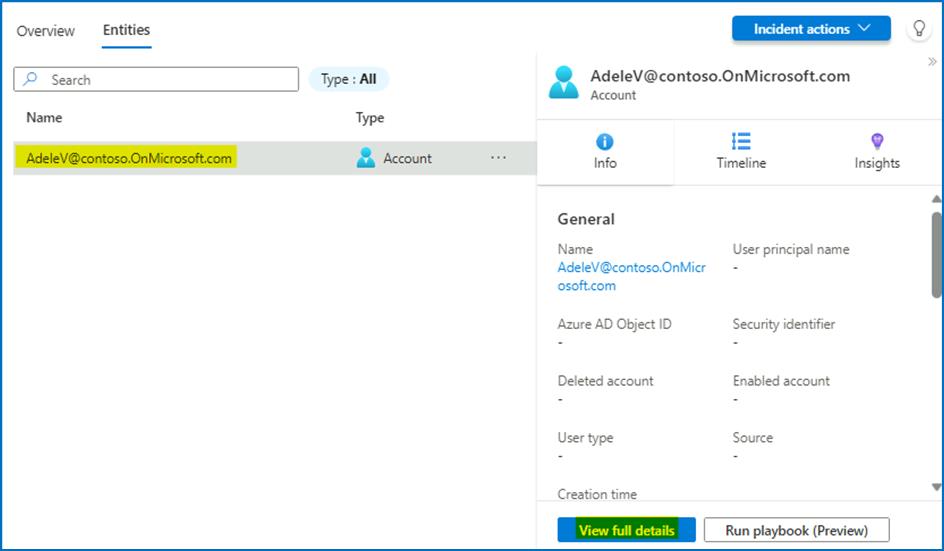 Overview Entities
Incident actions
Search
Type : All
Name Type
AdeleV@contoso.OnMicrosoft.com Account ...
AdeleV@contoso.OnMicrosoft.com
Account
Info Timeline Insights
General
Name User principal name
AdeleV@contoso.OnMicr -
osoft.com
Azure AD Object ID Security identifier
- -
Deleted account Enabled account
- -
User type Source
- -
Creation time
View full details Run playbook (Preview)